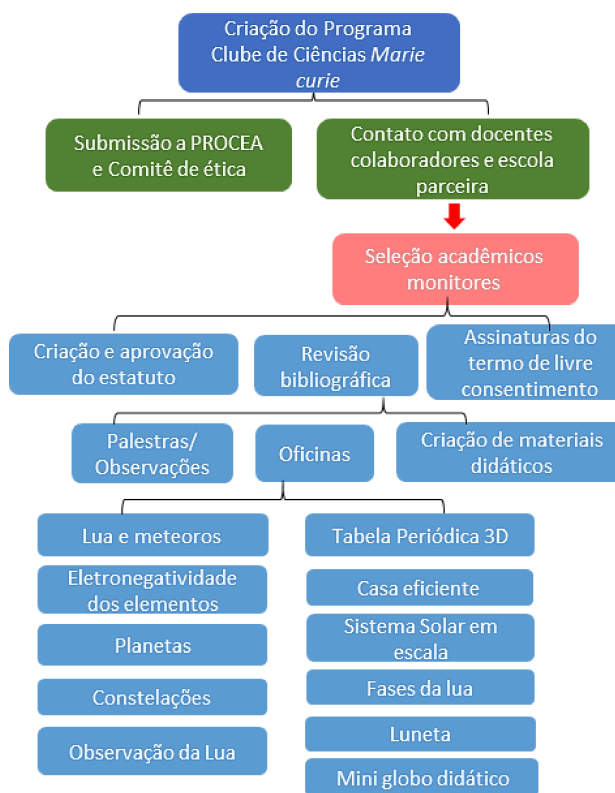 Criação do Programa
Clube de Ciências Marie
curie
Submissão a PROCEA
e Comitê de ética
Contato com docentes
colaboradores e escola
parceira
Seleção acadêmicos
monitores
Criação e aprovação
do estatuto
Revisão
bibliográfica
Assinaturas do
termo de livre
consentimento
Palestras/
Observações
Oficinas
Criação de materiais
didáticos
Lua e meteoros
Eletronegatividade
dos elementos
Planetas
Constelações
Observação da Lua
Tabela Periódica 3D
Casa eficiente
Sistema Solar em
escala
Fases da lua
Luneta
Mini globo didático